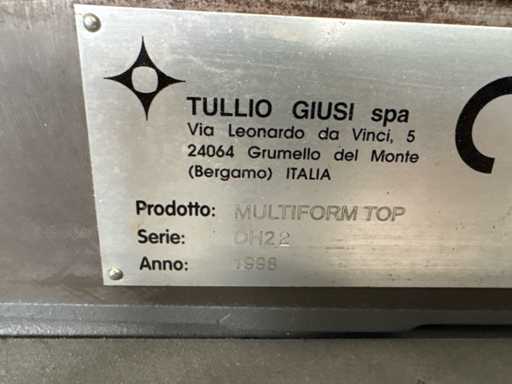 TULLIO GIUSI spa
Via Leonardo da Vinci, 5
24064 Grumello del Monte
(Bergamo) ITALIA
Prodotto: MULTIFORM TOP
Serie: DH22
Anno: 1998